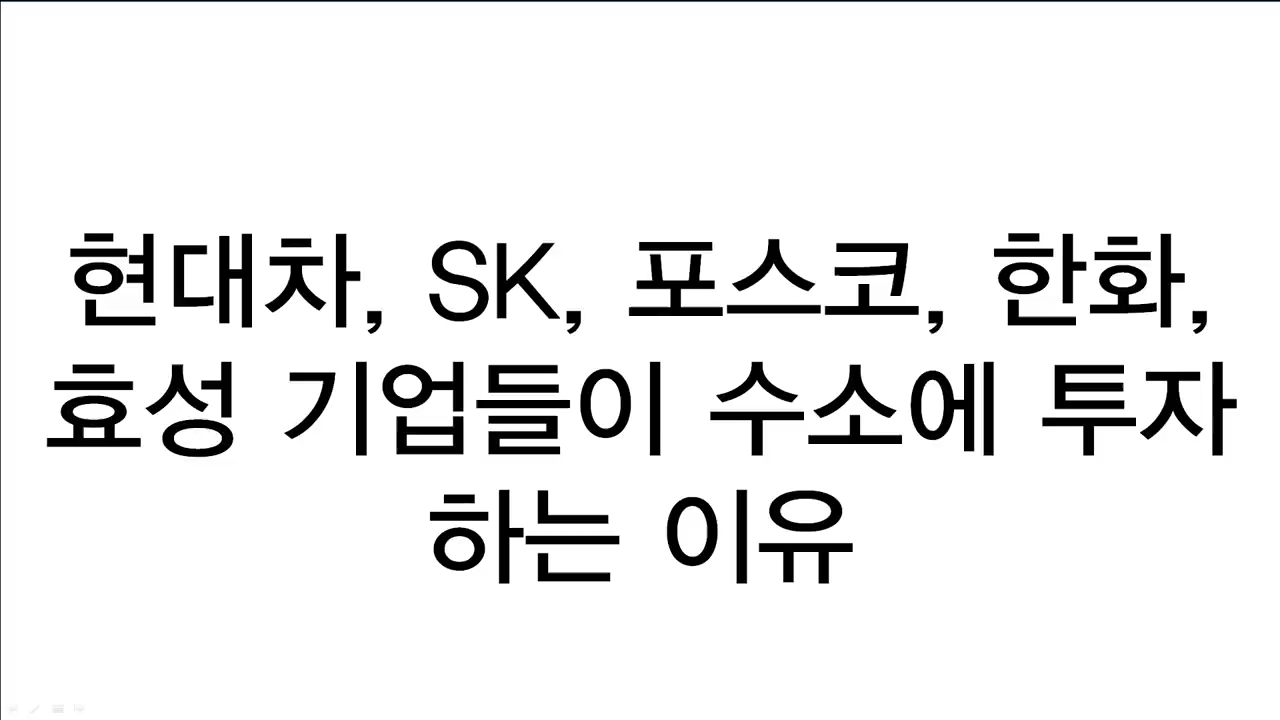 현대차, SK, 포스코, 한화,
효성 기업들이 수소에 투자
하는 이유